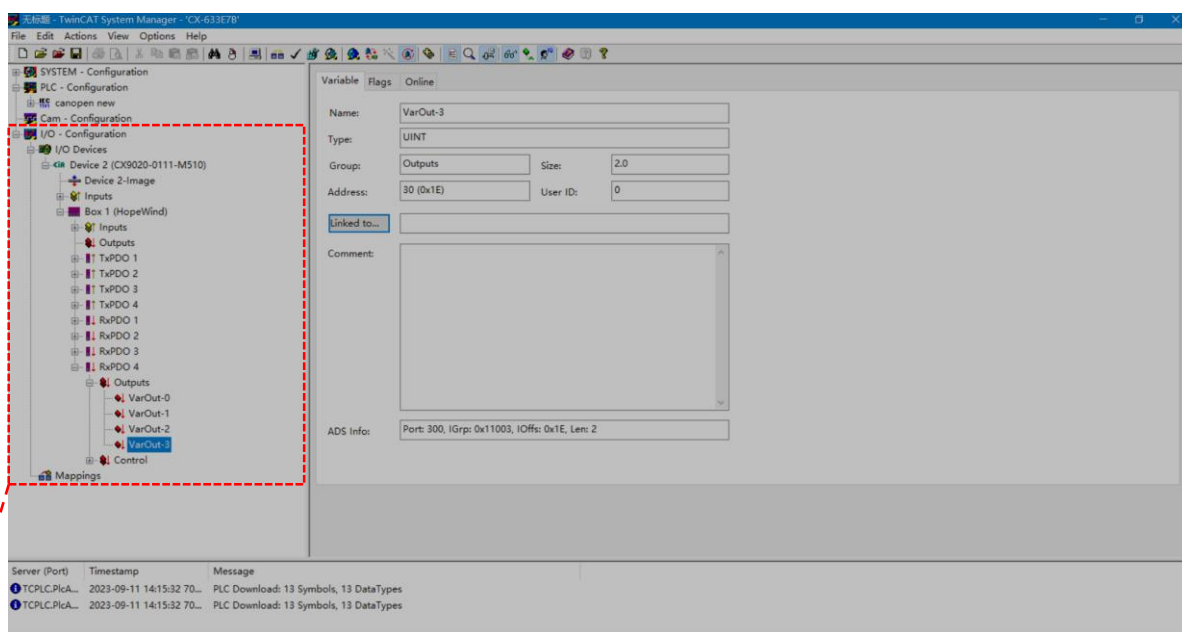 无标题 - TwinCAT System Manager - 'CX-633E7B'
File Edit Actions View Options Help
SYSTEM - Configuration
PLC - Configuration
canopen new
Cam - Configuration
I/O - Configuration
I/O Devices
Device 2 (CX9020-0111-M510)
Device 2-Image
Inputs
Box 1 (HopeWind)
Inputs
Outputs
TxPDO 1
TxPDO 2
TxPDO 3
TxPDO 4
RxPDO 1
RxPDO 2
RxPDO 3
RxPDO 4
Outputs
VarOut-0
VarOut-1
VarOut-2
VarOut-3
Control
Mappings
Variable Flags Online
Name: VarOut-3
Type: UINT
Group: Outputs Size: 2.0
Address: 30 (0x1E) User ID: 0
Linked to...
Comment:
ADS Info: Port: 300, IGrp: 0x11003, IOffs: 0x1E, Len: 2
Server (Port) Timestamp Message
TCPLC.PlcA... 2023-09-11 14:15:32 70... PLC Download: 13 Symbols, 13 DataTypes
TCPLC.PlcA... 2023-09-11 14:15:32 70... PLC Download: 13 Symbols, 13 DataTypes